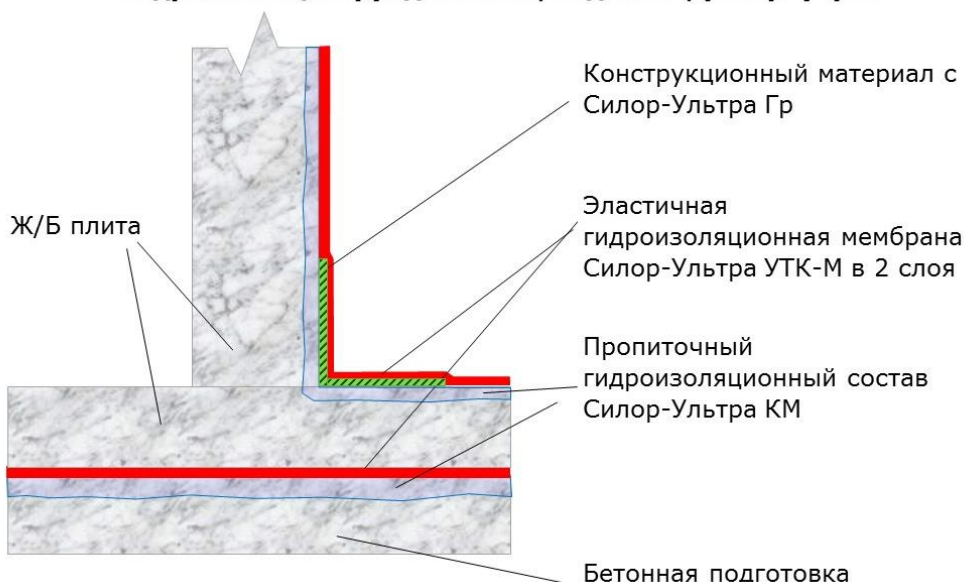 Конструкционный материал с
Силор-Ультра Гр
Ж/Б плита
Эластичная
гидроизоляционная мембрана
Силор-Ультра УТК-М в 2 слоя
Пропиточный
гидроизоляционный состав
Силор-Ультра КМ
Бетонная подготовка